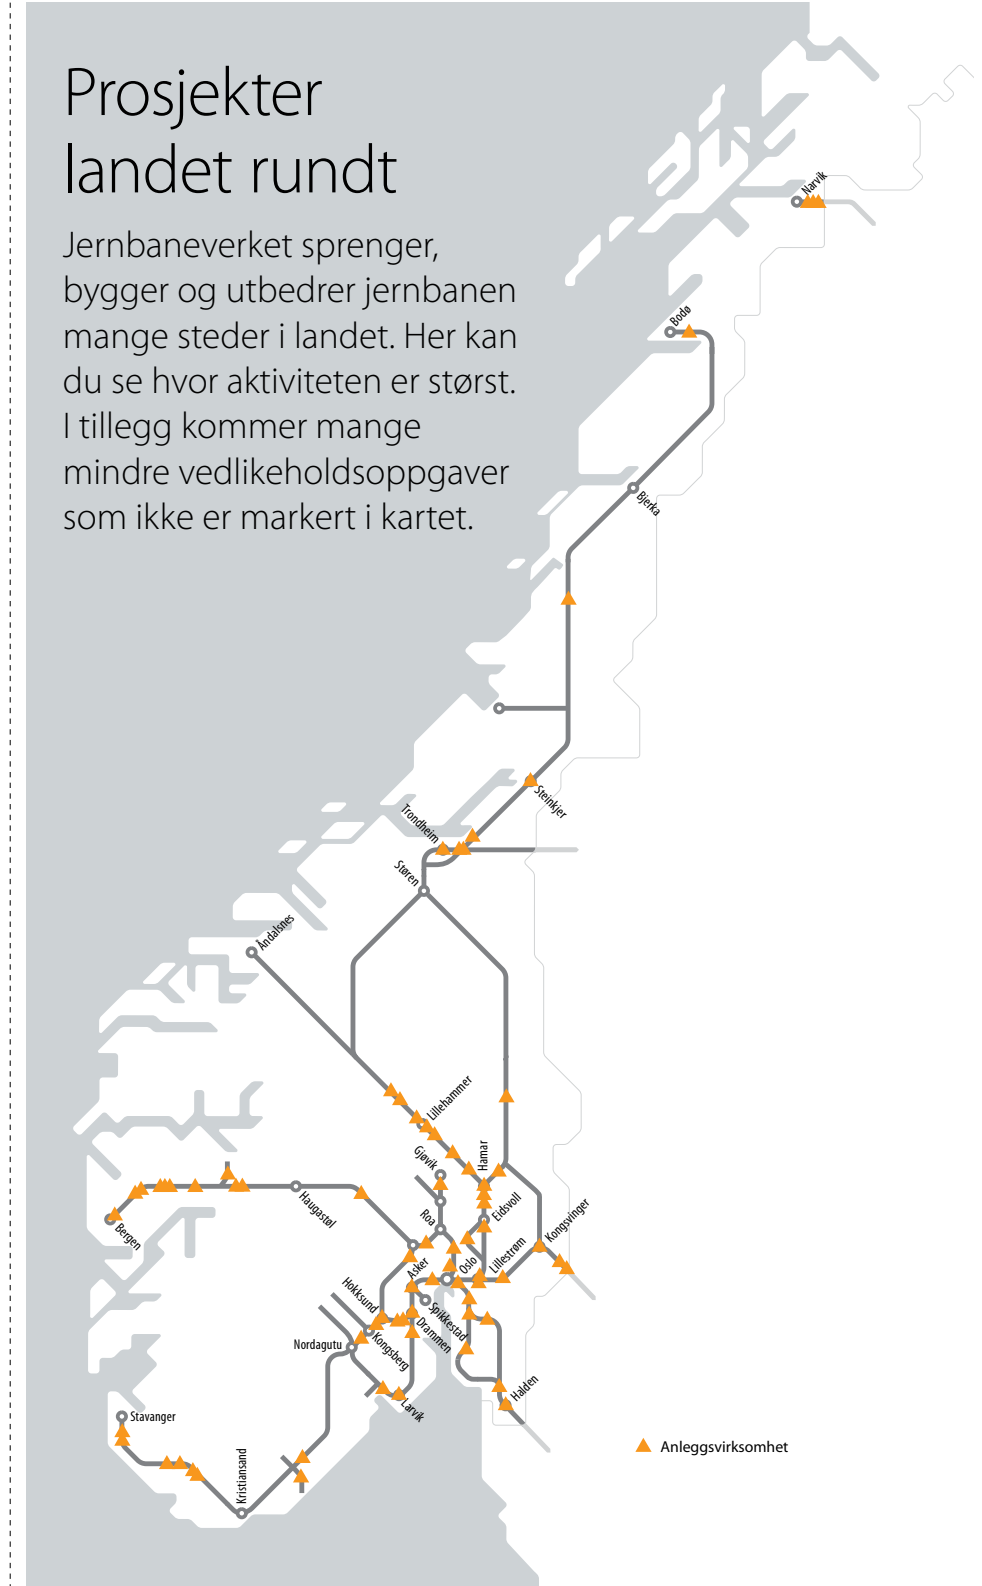 Prosjekter
landet rundt
Jernbaneverket sprenger,
bygger og utbedrer jernbanen
mange steder i landet. Her kan
du se hvor aktiviteten er størst.
I tillegg kommer mange
mindre vedlikeholdsoppgaver
som ikke er markert i kartet.
Narvik
Bodø
Bjerka
Steinkjer
Trondheim
Støren
Åndalsnes
Lillehammer
Hamar
Gjøvik
Eidsvoll
Kongsvinger
Roa
Haugastøl
Bergen
Oslo
Lillestrøm
Asker
Hokksund
Spikkestad
Drammen
Kongsberg
Nordagutu
Larvik
Halden
Stavanger
Kristiansand
Anleggsvirksomhet